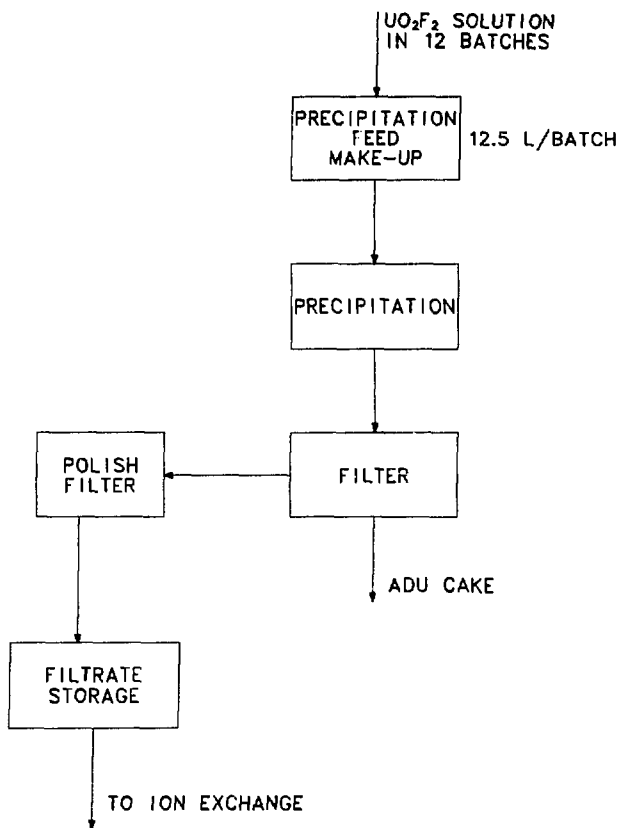 UO₂F₂ SOLUTION
IN 12 BATCHES
PRECIPITATION
FEED
MAKE-UP
12.5 L/BATCH
PRECIPITATION
FILTER
POLISH
FILTER
ADU CAKE
FILTRATE
STORAGE
TO ION EXCHANGE